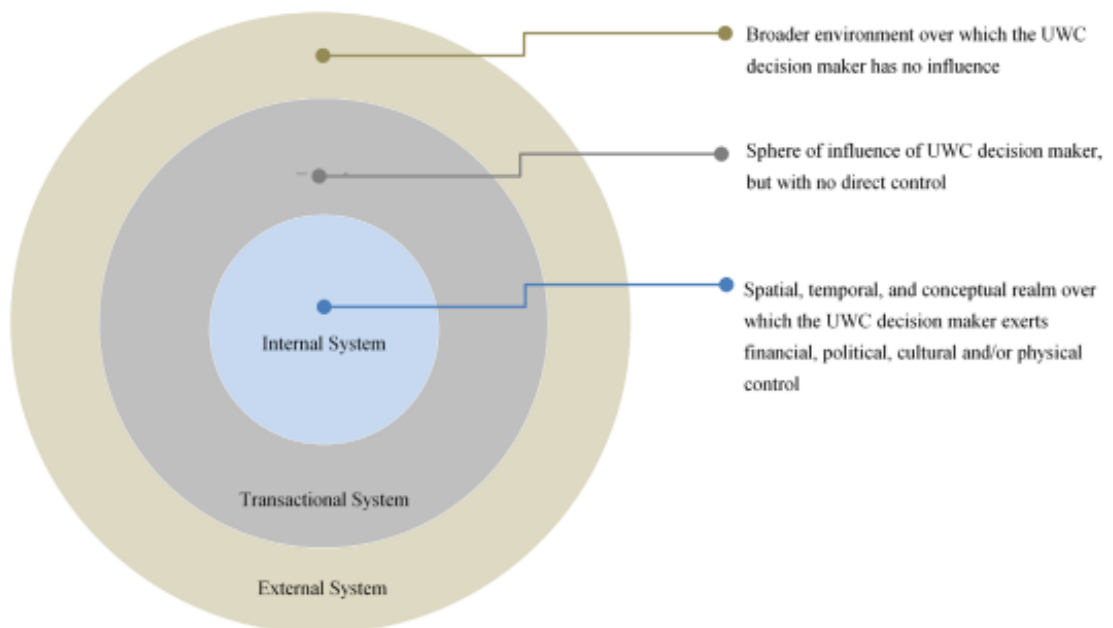 Broader environment over which the UWC
decision maker has no influence
Sphere of influence of UWC decision maker,
but with no direct control
Spatial, temporal, and conceptual realm over
which the UWC decision maker exerts
financial, political, cultural and/or physical
control
Internal System
Transactional System
External System